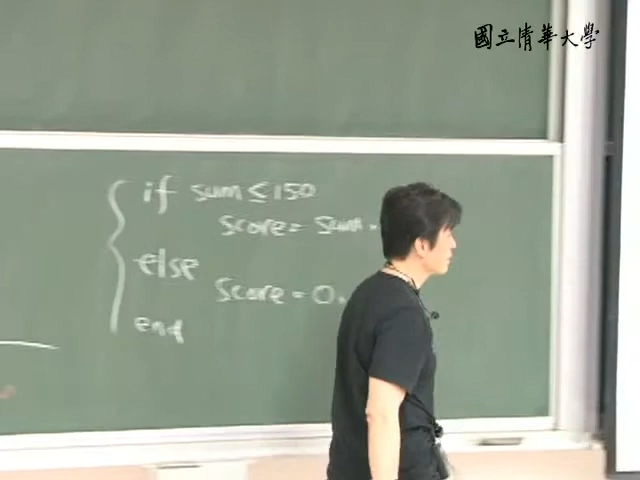 國立清華大學
if sum ≤ 150
score = sum.
else
score = 0.
end